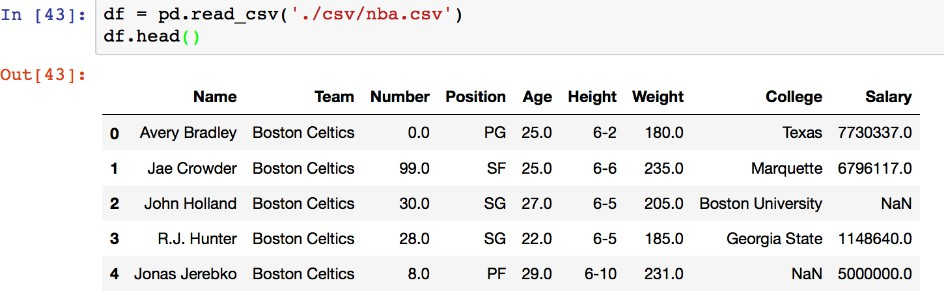 In [43]: df = pd.read_csv('./csv/nba.csv')
df.head()
Out[43]:
Name Team Number Position Age Height Weight College Salary
0 Avery Bradley Boston Celtics 0.0 PG 25.0 6-2 180.0 Texas 7730337.0
1 Jae Crowder Boston Celtics 99.0 SF 25.0 6-6 235.0 Marquette 6796117.0
2 John Holland Boston Celtics 30.0 SG 27.0 6-5 205.0 Boston University NaN
3 R.J. Hunter Boston Celtics 28.0 SG 22.0 6-5 185.0 Georgia State 1148640.0
4 Jonas Jerebko Boston Celtics 8.0 PF 29.0 6-10 231.0 NaN 5000000.0